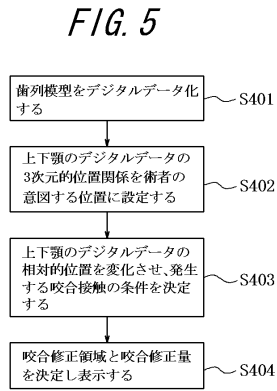 FIG. 5
歯列模型をデジタルデータ化
する
S401
上下顎のデジタルデータの
3次元的位置関係を術者の
意図する位置に設定する
S402
上下顎のデジタルデータの
相対的位置を変化させ、発生
する咬合接触の条件を決定
する
S403
咬合修正領域と咬合修正量
を決定し表示する
S404